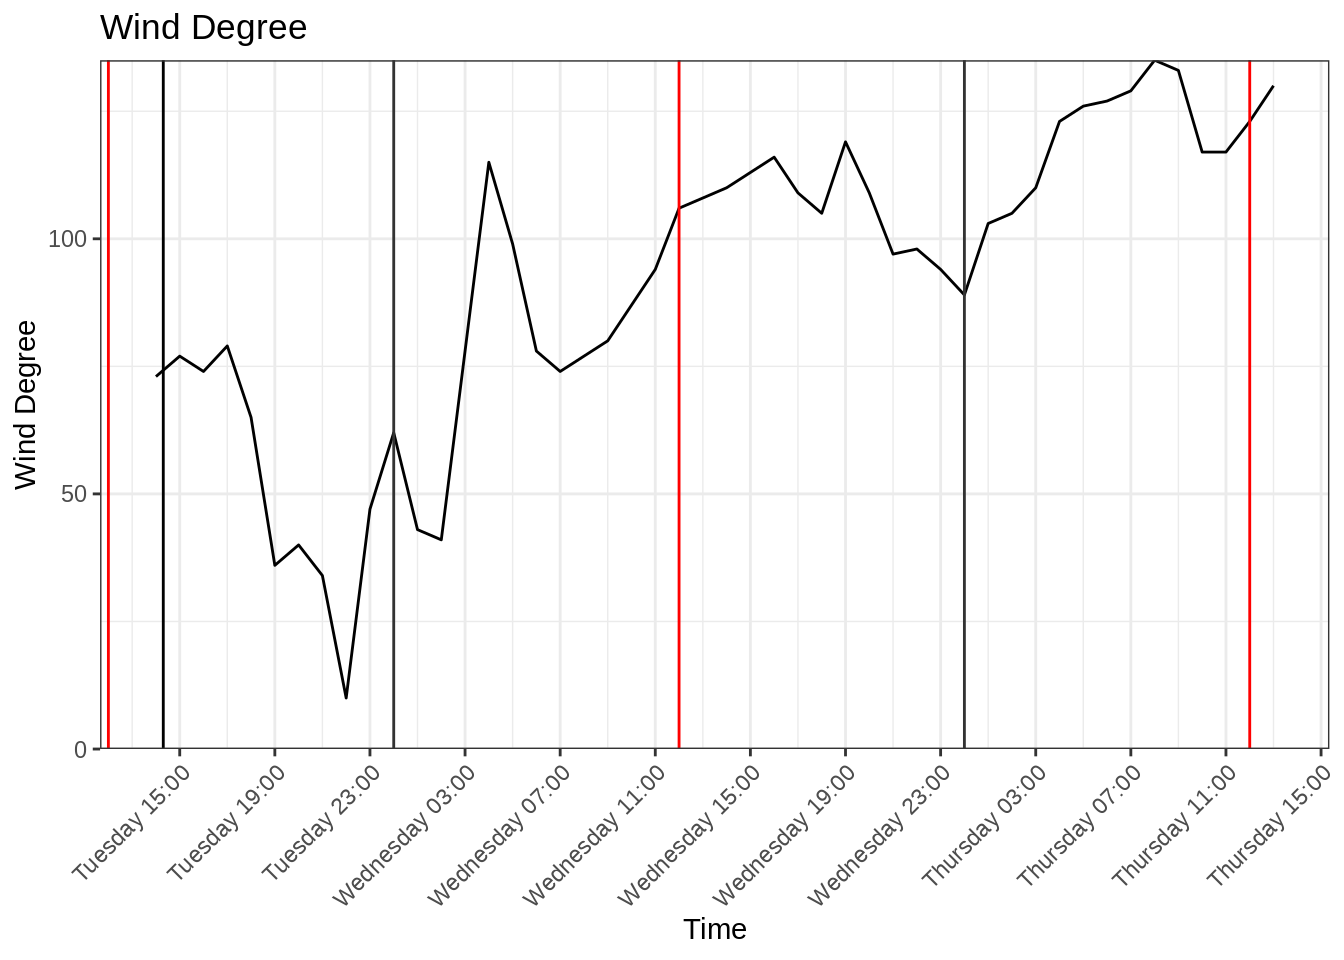 Wind Degree
Wind Degree
100
50
0
Tuesday 15:00
Tuesday 19:00
Tuesday 23:00
Wednesday 03:00
Wednesday 07:00
Wednesday 11:00
Wednesday 15:00
Wednesday 19:00
Wednesday 23:00
Thursday 03:00
Thursday 07:00
Thursday 11:00
Thursday 15:00
Time